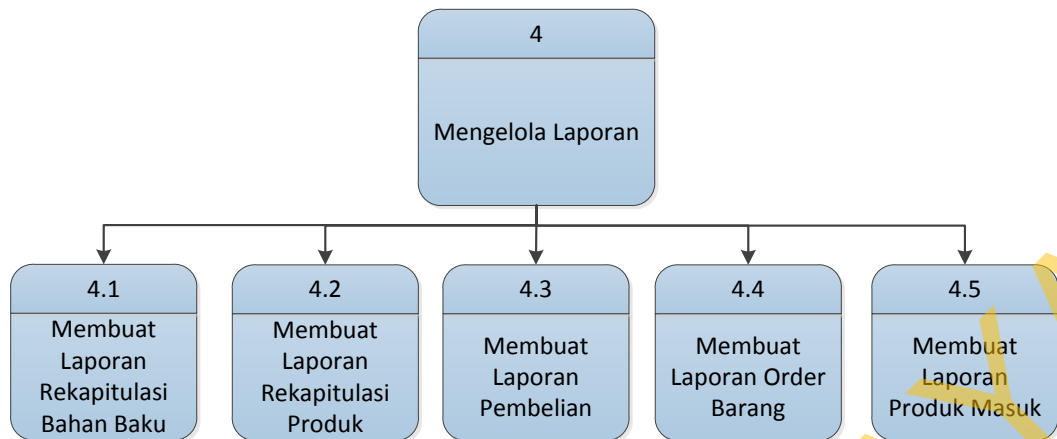 4
Mengelola Laporan
4.1
Membuat
Laporan
Rekapitulasi
Bahan Baku
4.2
Membuat
Laporan
Rekapitulasi
Produk
4.3
Membuat
Laporan
Pembelian
4.4
Membuat
Laporan Order
Barang
4.5
Membuat
Laporan
Produk Masuk